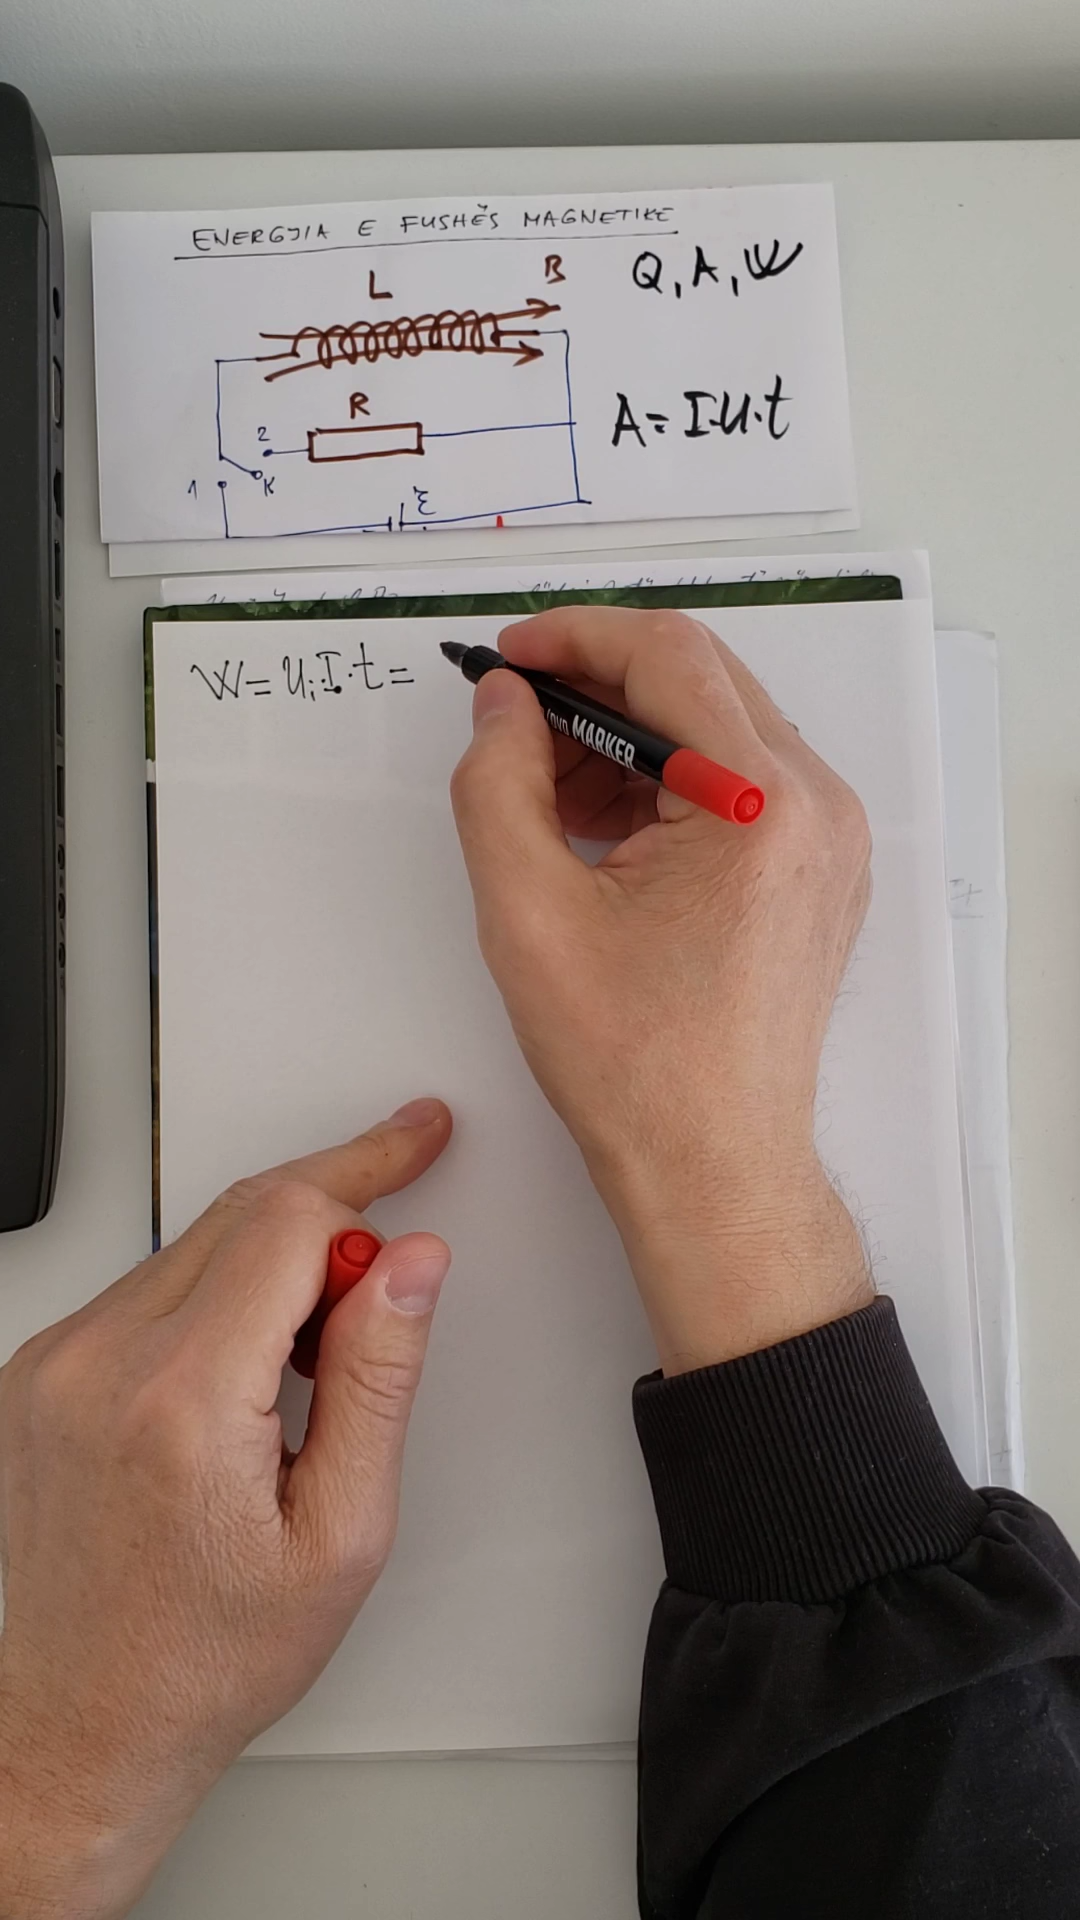 ENERGJIA E FUSHËS MAGNETIKE
Q, A, W
L
B
A = I·U·t
R
2
1
K
ε
W = Uᵢ·I·t =
MARKER